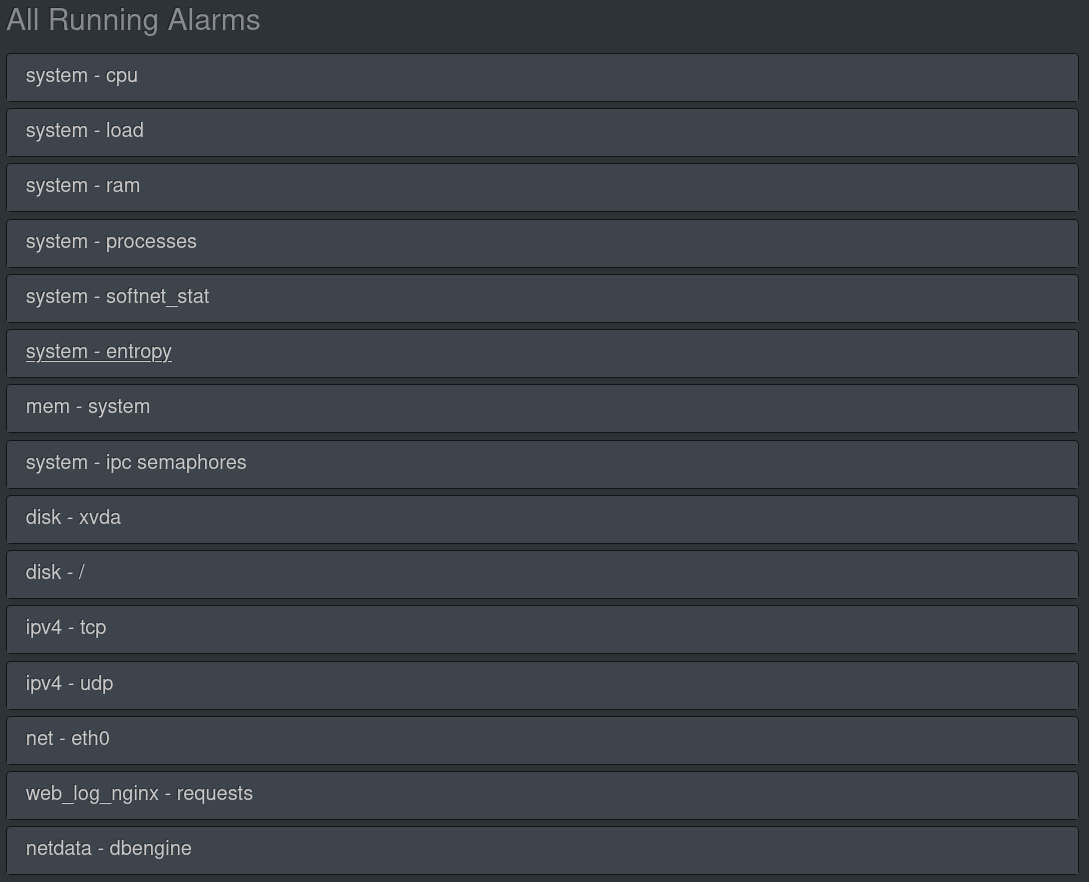 All Running Alarms
system - cpu
system - load
system - ram
system - processes
system - softnet_stat
system - entropy
mem - system
system - ipc semaphores
disk - xvda
disk - /
ipv4 - tcp
ipv4 - udp
net - eth0
web_log_nginx - requests
netdata - dbengine